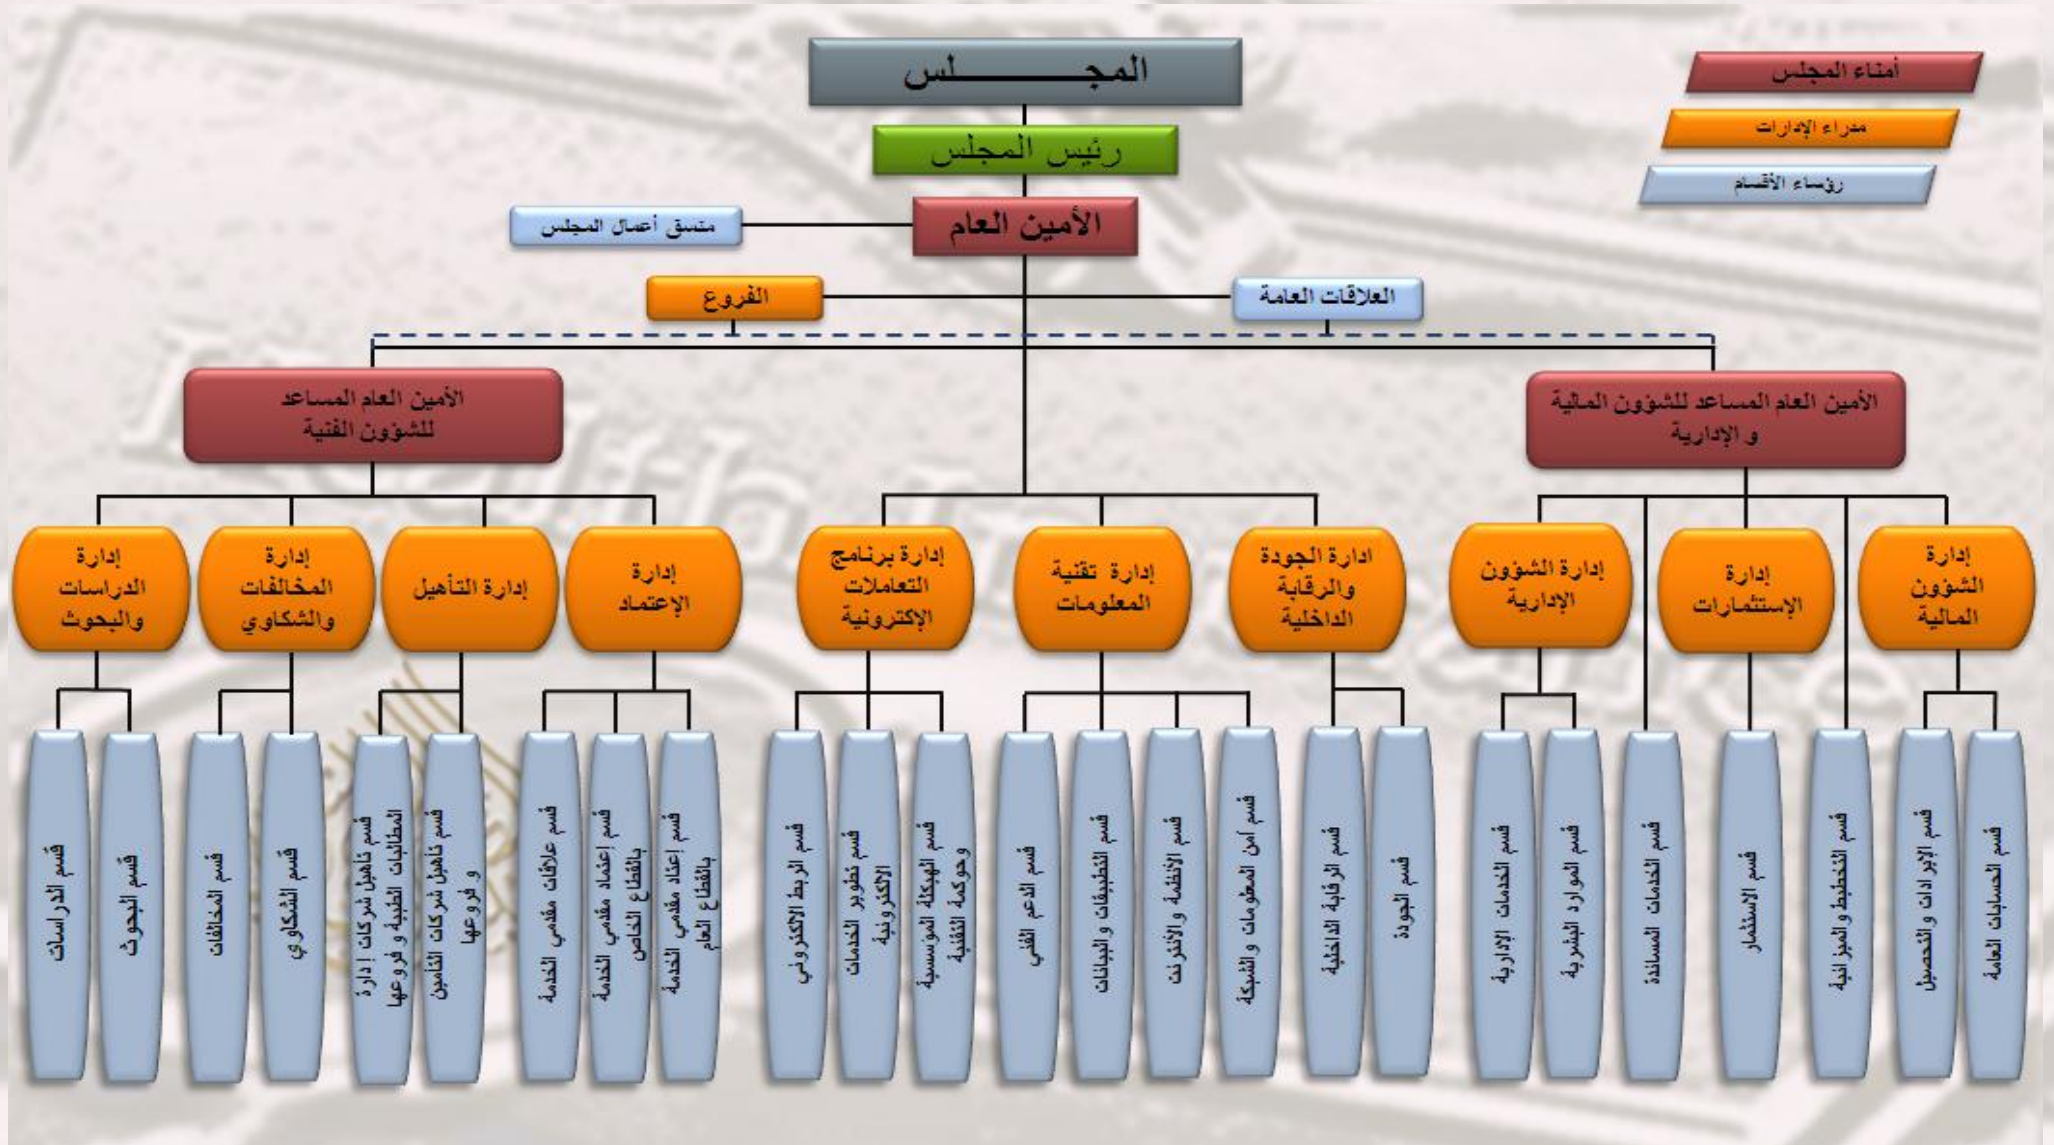 المجـــــــــلس
رئيس المجلس
الأمين العام
منسق أعمال المجلس
أمناء المجلس
مدراء الإدارات
رؤساء الأقسام
العلاقات العامة
الفروع
الأمين العام المساعد للشؤون المالية
و الإدارية
الأمين العام المساعد
للشؤون الفنية
إدارة
الشؤون
المالية
إدارة
الإستثمارات
إدارة الشؤون
الإدارية
ادارة الجودة
والرقابة
الداخلية
إدارة تقنية
المعلومات
إدارة برنامج
التعاملات
الإكترونية
إدارة
الإعتماد
إدارة التأهيل
إدارة
المخالفات
والشكاوي
إدارة
الدراسات
والبحوث
قسم الحسابات العامة
قسم الإيرادات والتحصيل
قسم التخطيط والميزانية
قسم الاستثمار
قسم الخدمات المساندة
قسم الموارد البشرية
قسم الخدمات الإدارية
قسم الجودة
قسم الرقابة الداخلية
قسم أمن المعلومات والشبكة
قسم الأنظمة والأنترنت
قسم التطبيقات والبيانات
قسم الدعم الفني
قسم الهيكلة المؤسسية
وحوكمة التقنية
قسم تطوير الخدمات
الالكترونية
قسم الربط الالكتروني
قسم إعتماد مقدمي الخدمة
بالقطاع العام
قسم إعتماد مقدمي الخدمة
بالقطاع الخاص
قسم علاقات مقدمي الخدمة
قسم تأهيل شركات التأمين
و فروعها
قسم تأهيل شركات إدارة
المطالبات الطبية و فروعها
قسم الشكاوي
قسم المخالفات
قسم البحوث
قسم الدراسات